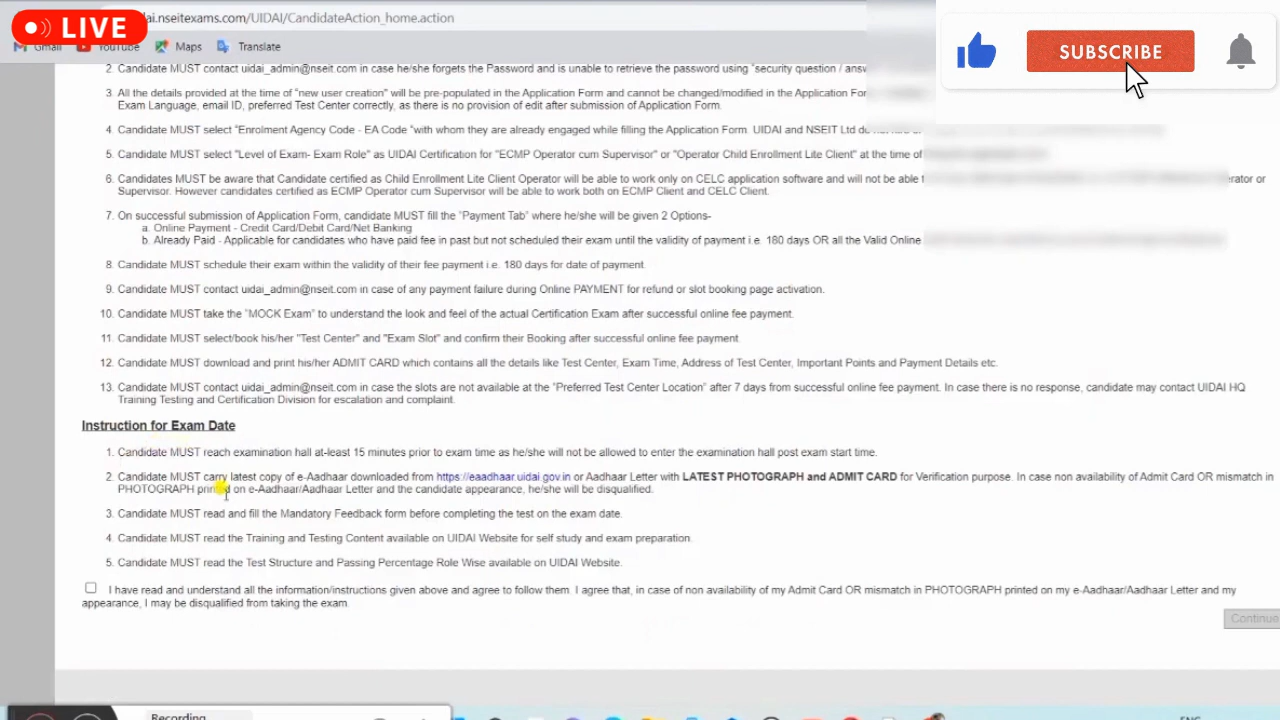 LIVE
dai.nseitexams.com/UIDAI/CandidateAction_home.action
SUBSCRIBE
Gmail YouTube Maps Translate
2. Candidate MUST contact uidai_admin@nseit.com in case he/she forgets the Password and is unable to retrieve the password using "security question / answ
3. All the details provided at the time of "new user creation" will be pre-populated in the Application Form and cannot be changed/modified in the Application For
Exam Language, email ID, preferred Test Center correctly, as there is no provision of edit after submission of Application Form.
4. Candidate MUST select "Enrolment Agency Code - EA Code "with whom they are already engaged while filling the Application Form. UIDAI and NSEIT Ltd do
5. Candidate MUST select "Level of Exam- Exam Role" as UIDAI Certification for "ECMP Operator cum Supervisor" or "Operator Child Enrollment Lite Client" at the time of
6. Candidates MUST be aware that Candidate certified as Child Enrollment Lite Client Operator will be able to work only on CELC application software and will not be able erator or
Supervisor. However candidates certified as ECMP Operator cum Supervisor will be able to work both on ECMP Client and CELC Client.
7. On successful submission of Application Form, candidate MUST fill the "Payment Tab" where he/she will be given 2 Options-
a. Online Payment - Credit Card/Debit Card/Net Banking
b. Already Paid - Applicable for candidates who have paid fee in past but not scheduled their exam until the validity of payment i.e. 180 days OR all the Valid Online
8. Candidate MUST schedule their exam within the validity of their fee payment i.e. 180 days for date of payment.
9. Candidate MUST contact uidai_admin@nseit.com in case of any payment failure during Online PAYMENT for refund or slot booking page activation.
10. Candidate MUST take the "MOCK Exam" to understand the look and feel of the actual Certification Exam after successful online fee payment.
11. Candidate MUST select/book his/her "Test Center" and "Exam Slot" and confirm their Booking after successful online fee payment.
12. Candidate MUST download and print his/her ADMIT CARD which contains all the details like Test Center, Exam Time, Address of Test Center, Important Points and Payment Details etc.
13. Candidate MUST contact uidai_admin@nseit.com in case the slots are not available at the "Preferred Test Center Location" after 7 days from successful online fee payment. In case there is no response, candidate may contact UIDAI HQ
Training Testing and Certification Division for escalation and complaint.
Instruction for Exam Date
1. Candidate MUST reach examination hall at-least 15 minutes prior to exam time as he/she will not be allowed to enter the examination hall post exam start time.
2. Candidate MUST carry latest copy of e-Aadhaar downloaded from https://eaadhaar.uidai.gov.in or Aadhaar Letter with LATEST PHOTOGRAPH and ADMIT CARD for Verification purpose. In case non availability of Admit Card OR mismatch in
PHOTOGRAPH printed on e-Aadhaar/Aadhaar Letter and the candidate appearance, he/she will be disqualified.
3. Candidate MUST read and fill the Mandatory Feedback form before completing the test on the exam date.
4. Candidate MUST read the Training and Testing Content available on UIDAI Website for self study and exam preparation.
5. Candidate MUST read the Test Structure and Passing Percentage Role Wise available on UIDAI Website.
I have read and understand all the information/instructions given above and agree to follow them. I agree that, in case of non availability of my Admit Card OR mismatch in PHOTOGRAPH printed on my e-Aadhaar/Aadhaar Letter and my
appearance, I may be disqualified from taking the exam.
Continue
Recording
ENG